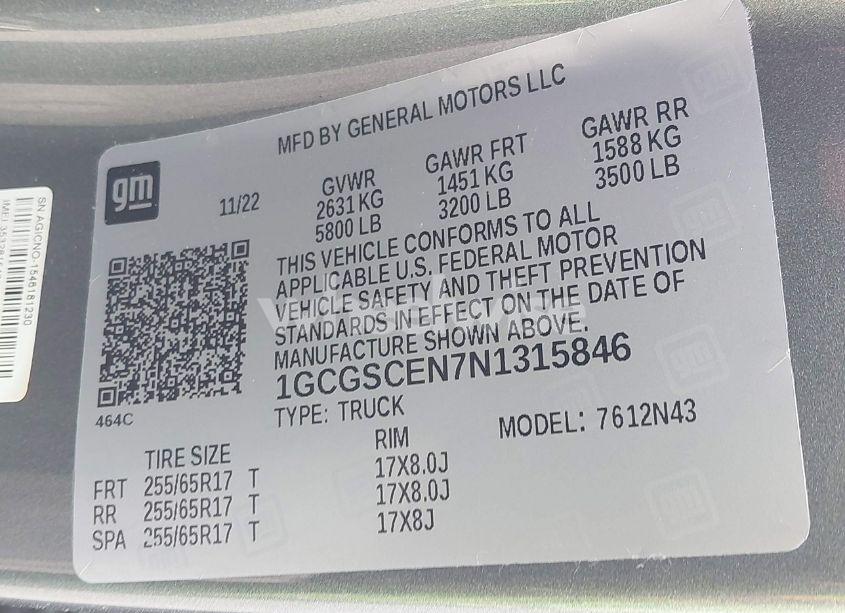 MFD BY GENERAL MOTORS LLC
gm
11/22
GVWR
2631 KG
5800 LB
GAWR FRT
1451 KG
3200 LB
GAWR RR
1588 KG
3500 LB
THIS VEHICLE CONFORMS TO ALL
APPLICABLE U.S. FEDERAL MOTOR
VEHICLE SAFETY AND THEFT PREVENTION
STANDARDS IN EFFECT ON THE DATE OF
MANUFACTURE SHOWN ABOVE.
1GCGSCEN7N1315846
464C
TYPE: TRUCK
MODEL: 7612N43
TIRE SIZE
RIM
FRT 255/65R17 T 17X8.0J
RR 255/65R17 T 17X8.0J
SPA 255/65R17 T 17X8J
SN AGICNO-1546181230